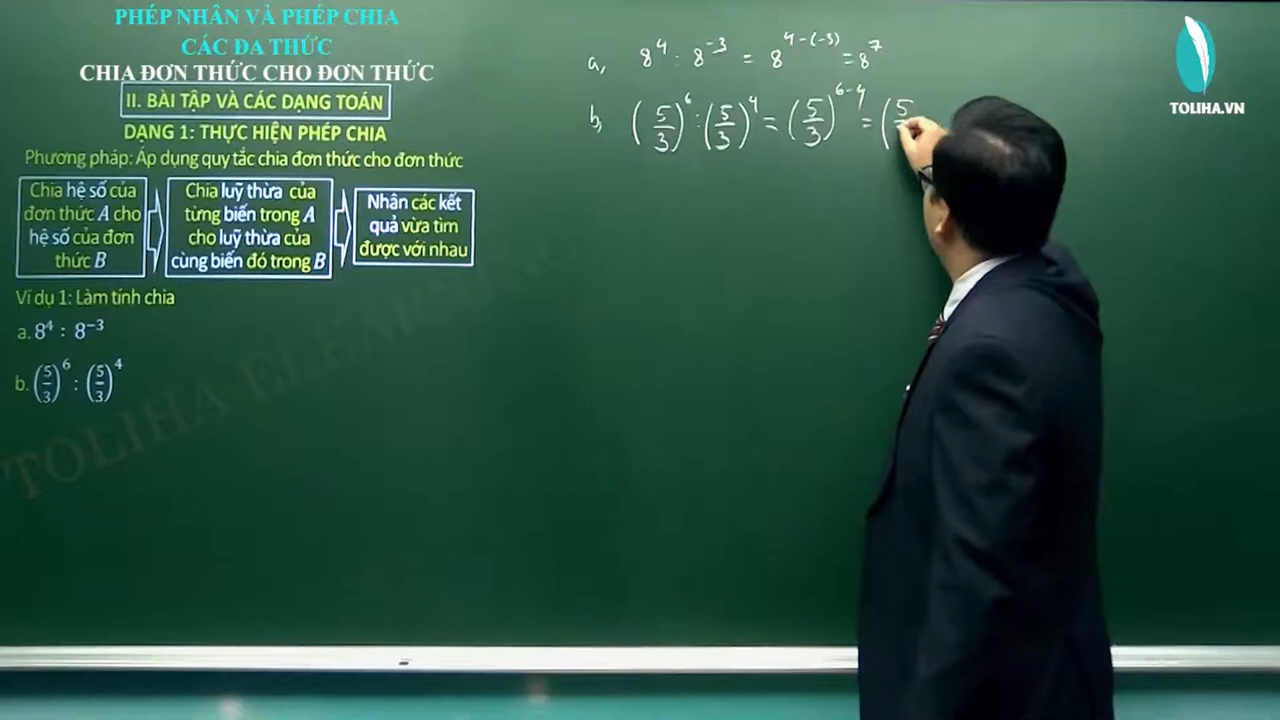 PHÉP NHÂN VÀ PHÉP CHIA
CÁC ĐA THỨC
CHIA ĐƠN THỨC CHO ĐƠN THỨC
II. BÀI TẬP VÀ CÁC DẠNG TOÁN
DẠNG 1: THỰC HIỆN PHÉP CHIA
Phương pháp: Áp dụng quy tắc chia đơn thức cho đơn thức
Chia hệ số của
đơn thức A cho
hệ số của đơn
thức B
Chia luỹ thừa của
từng biến trong A
cho luỹ thừa của
cùng biến đó trong B
Nhân các kết
quả vừa tìm
được với nhau
Ví dụ 1: Làm tính chia
a. 8⁴ : 8⁻³
b. (5/3)⁶ : (5/3)⁴
a, 8⁴ : 8⁻³ = 8⁴⁻⁽⁻³⁾ = 8⁷
b, (5/3)⁶ : (5/3)⁴ = (5/3)⁶⁻⁴ = (5
TOLIHA.VN
TOLIHA ELEARNING